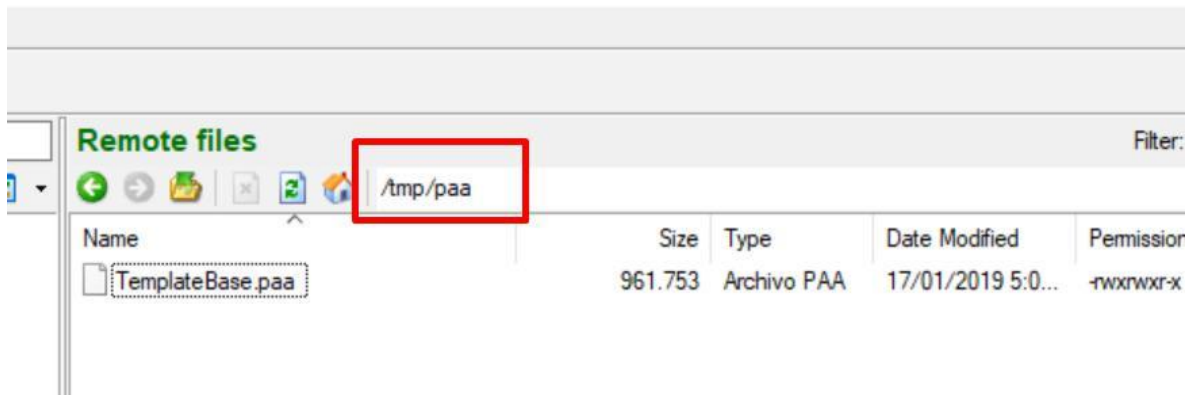 Remote files Filter:
/tmp/paa
Name Size Type Date Modified Permission
TemplateBase.paa 961.753 Archivo PAA 17/01/2019 5:0... -rwxrwxr-x